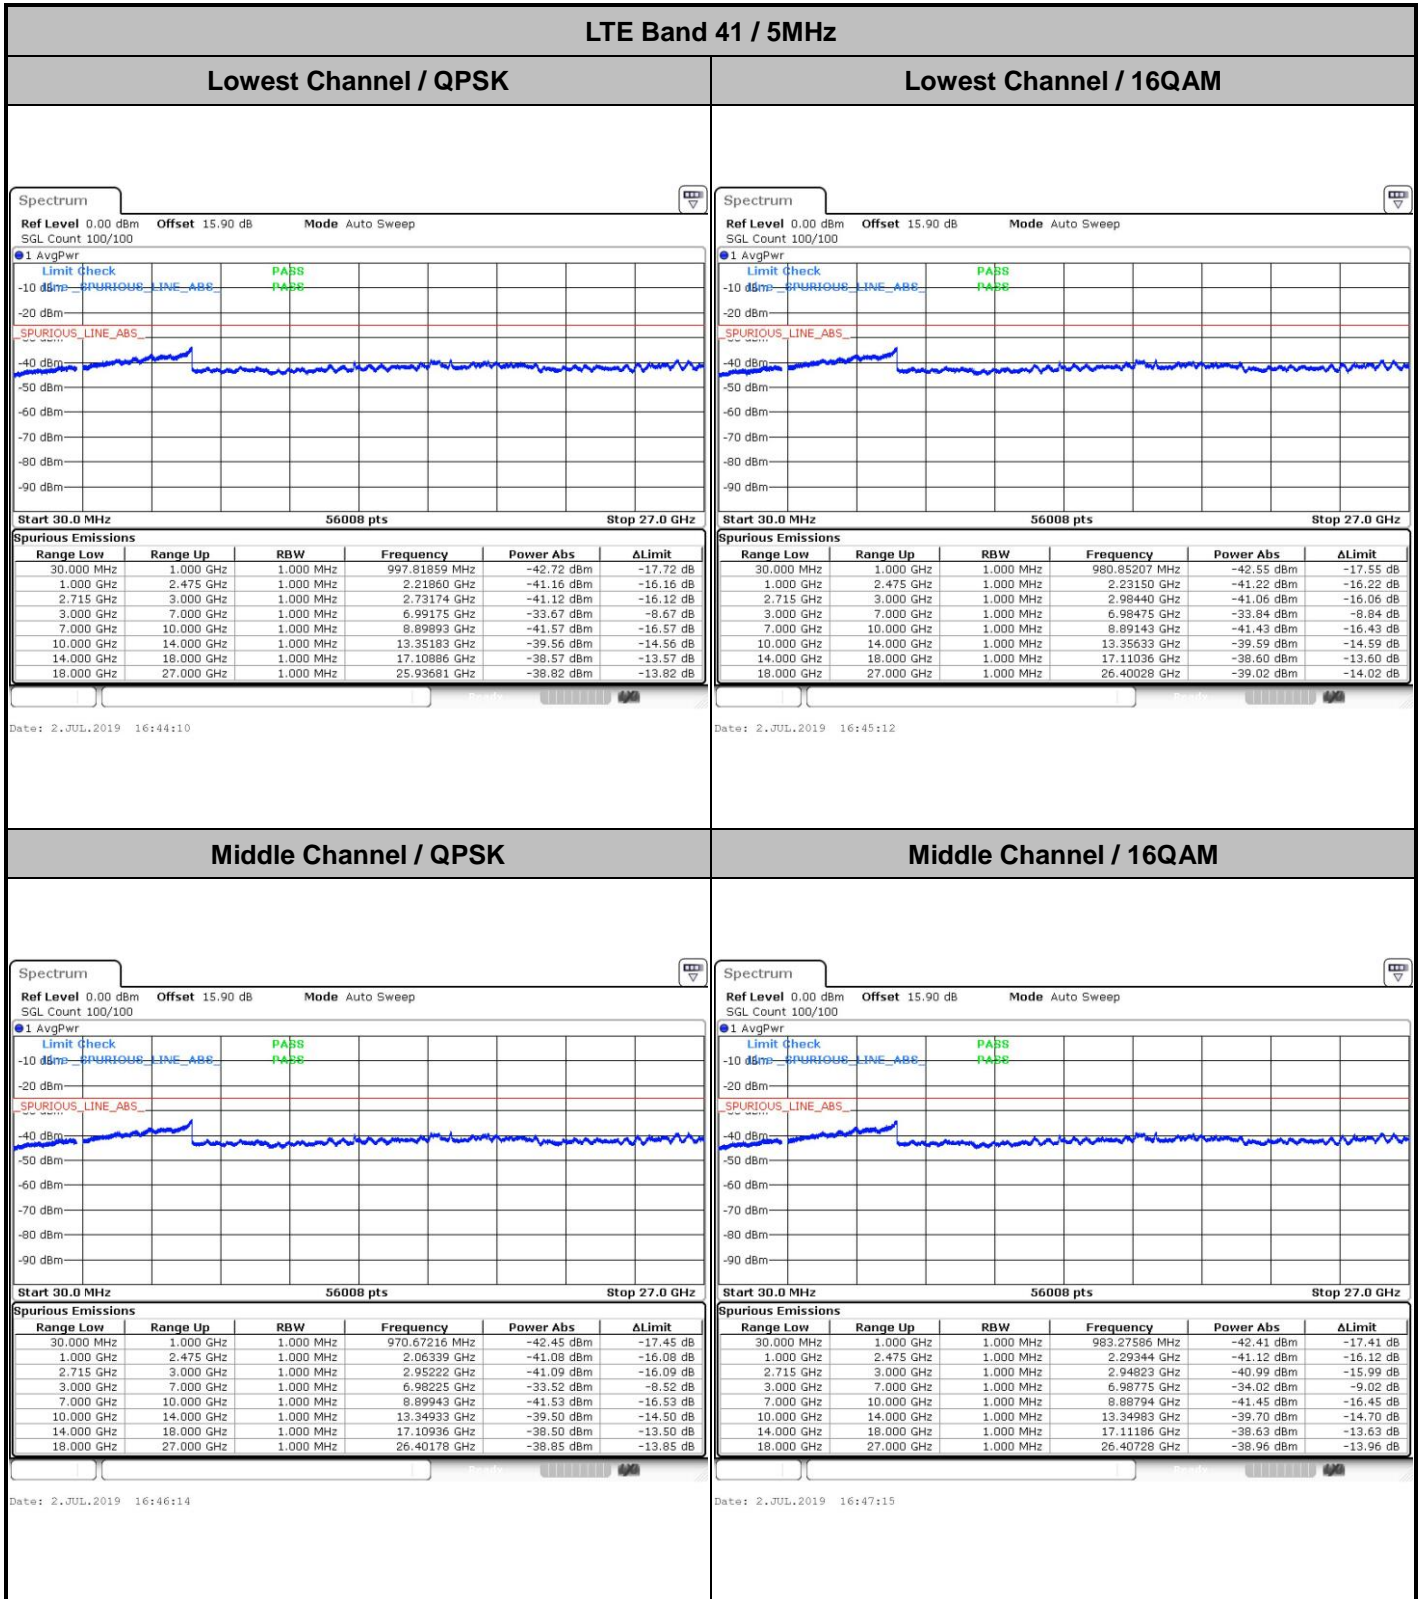 LTE Band 41 / 5MHz
Lowest Channel / QPSK
Lowest Channel / 16QAM
Spectrum
Ref Level 0.00 dBm Offset 15.90 dB Mode Auto Sweep
SGL Count 100/100
1 AvgPwr
Limit Check PASS
-10 dBm
Line _SPURIOUS_LINE_ABS_ PASS
-20 dBm
_SPURIOUS_LINE_ABS_
-40 dBm
-50 dBm
-60 dBm
-70 dBm
-80 dBm
-90 dBm
Start 30.0 MHz 56008 pts Stop 27.0 GHz
Spurious Emissions
Range Low Range Up RBW Frequency Power Abs ΔLimit
30.000 MHz 1.000 GHz 1.000 MHz 997.81859 MHz -42.72 dBm -17.72 dB
1.000 GHz 2.475 GHz 1.000 MHz 2.21860 GHz -41.16 dBm -16.16 dB
2.715 GHz 3.000 GHz 1.000 MHz 2.73174 GHz -41.12 dBm -16.12 dB
3.000 GHz 7.000 GHz 1.000 MHz 6.99175 GHz -33.67 dBm -8.67 dB
7.000 GHz 10.000 GHz 1.000 MHz 8.89893 GHz -41.57 dBm -16.57 dB
10.000 GHz 14.000 GHz 1.000 MHz 13.35183 GHz -39.56 dBm -14.56 dB
14.000 GHz 18.000 GHz 1.000 MHz 17.10886 GHz -38.57 dBm -13.57 dB
18.000 GHz 27.000 GHz 1.000 MHz 25.93681 GHz -38.82 dBm -13.82 dB
Date: 2.JUL.2019 16:44:10
Spectrum
Ref Level 0.00 dBm Offset 15.90 dB Mode Auto Sweep
SGL Count 100/100
1 AvgPwr
Limit Check PASS
-10 dBm
Line _SPURIOUS_LINE_ABS_ PASS
-20 dBm
_SPURIOUS_LINE_ABS_
-40 dBm
-50 dBm
-60 dBm
-70 dBm
-80 dBm
-90 dBm
Start 30.0 MHz 56008 pts Stop 27.0 GHz
Spurious Emissions
Range Low Range Up RBW Frequency Power Abs ΔLimit
30.000 MHz 1.000 GHz 1.000 MHz 980.85207 MHz -42.55 dBm -17.55 dB
1.000 GHz 2.475 GHz 1.000 MHz 2.23150 GHz -41.22 dBm -16.22 dB
2.715 GHz 3.000 GHz 1.000 MHz 2.98440 GHz -41.06 dBm -16.06 dB
3.000 GHz 7.000 GHz 1.000 MHz 6.98475 GHz -33.84 dBm -8.84 dB
7.000 GHz 10.000 GHz 1.000 MHz 8.89143 GHz -41.43 dBm -16.43 dB
10.000 GHz 14.000 GHz 1.000 MHz 13.35633 GHz -39.59 dBm -14.59 dB
14.000 GHz 18.000 GHz 1.000 MHz 17.11036 GHz -38.60 dBm -13.60 dB
18.000 GHz 27.000 GHz 1.000 MHz 26.40028 GHz -39.02 dBm -14.02 dB
Date: 2.JUL.2019 16:45:12
Middle Channel / QPSK
Middle Channel / 16QAM
Spectrum
Ref Level 0.00 dBm Offset 15.90 dB Mode Auto Sweep
SGL Count 100/100
1 AvgPwr
Limit Check PASS
-10 dBm
Line _SPURIOUS_LINE_ABS_ PASS
-20 dBm
_SPURIOUS_LINE_ABS_
-40 dBm
-50 dBm
-60 dBm
-70 dBm
-80 dBm
-90 dBm
Start 30.0 MHz 56008 pts Stop 27.0 GHz
Spurious Emissions
Range Low Range Up RBW Frequency Power Abs ΔLimit
30.000 MHz 1.000 GHz 1.000 MHz 970.67216 MHz -42.45 dBm -17.45 dB
1.000 GHz 2.475 GHz 1.000 MHz 2.06339 GHz -41.08 dBm -16.08 dB
2.715 GHz 3.000 GHz 1.000 MHz 2.95222 GHz -41.09 dBm -16.09 dB
3.000 GHz 7.000 GHz 1.000 MHz 6.98225 GHz -33.52 dBm -8.52 dB
7.000 GHz 10.000 GHz 1.000 MHz 8.89943 GHz -41.53 dBm -16.53 dB
10.000 GHz 14.000 GHz 1.000 MHz 13.34933 GHz -39.50 dBm -14.50 dB
14.000 GHz 18.000 GHz 1.000 MHz 17.10936 GHz -38.50 dBm -13.50 dB
18.000 GHz 27.000 GHz 1.000 MHz 26.40178 GHz -38.85 dBm -13.85 dB
Date: 2.JUL.2019 16:46:14
Spectrum
Ref Level 0.00 dBm Offset 15.90 dB Mode Auto Sweep
SGL Count 100/100
1 AvgPwr
Limit Check PASS
-10 dBm
Line _SPURIOUS_LINE_ABS_ PASS
-20 dBm
_SPURIOUS_LINE_ABS_
-40 dBm
-50 dBm
-60 dBm
-70 dBm
-80 dBm
-90 dBm
Start 30.0 MHz 56008 pts Stop 27.0 GHz
Spurious Emissions
Range Low Range Up RBW Frequency Power Abs ΔLimit
30.000 MHz 1.000 GHz 1.000 MHz 983.27586 MHz -42.41 dBm -17.41 dB
1.000 GHz 2.475 GHz 1.000 MHz 2.29344 GHz -41.12 dBm -16.12 dB
2.715 GHz 3.000 GHz 1.000 MHz 2.94823 GHz -40.99 dBm -15.99 dB
3.000 GHz 7.000 GHz 1.000 MHz 6.98775 GHz -34.02 dBm -9.02 dB
7.000 GHz 10.000 GHz 1.000 MHz 8.88794 GHz -41.45 dBm -16.45 dB
10.000 GHz 14.000 GHz 1.000 MHz 13.34983 GHz -39.70 dBm -14.70 dB
14.000 GHz 18.000 GHz 1.000 MHz 17.11186 GHz -38.63 dBm -13.63 dB
18.000 GHz 27.000 GHz 1.000 MHz 26.40728 GHz -38.96 dBm -13.96 dB
Date: 2.JUL.2019 16:47:15